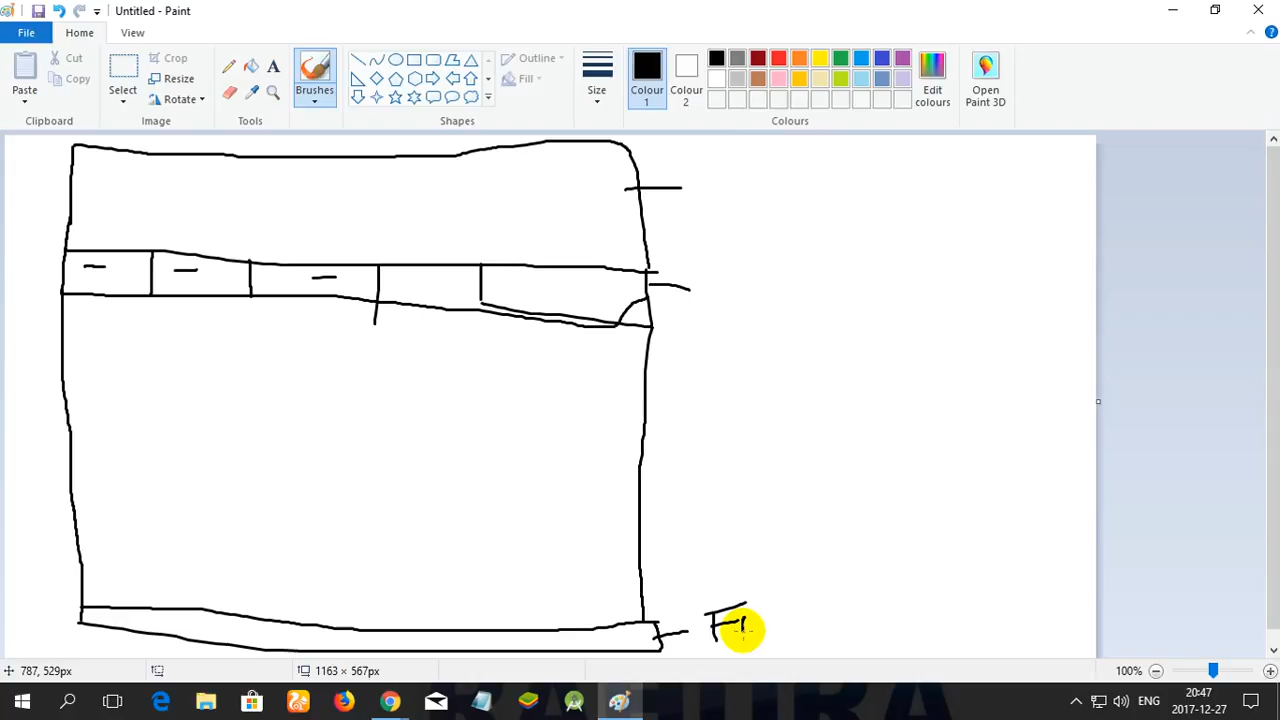 Untitled - Paint
File
Home
View
Paste
Cut
Copy
Clipboard
Select
Crop
Resize
Rotate
Image
A
Tools
Brushes
Shapes
Outline
Fill
Size
Colour 1
Colour 2
Edit colours
Open Paint 3D
Colours
787, 529px
1163 × 567px
100%
ENG
20:47
2017-12-27